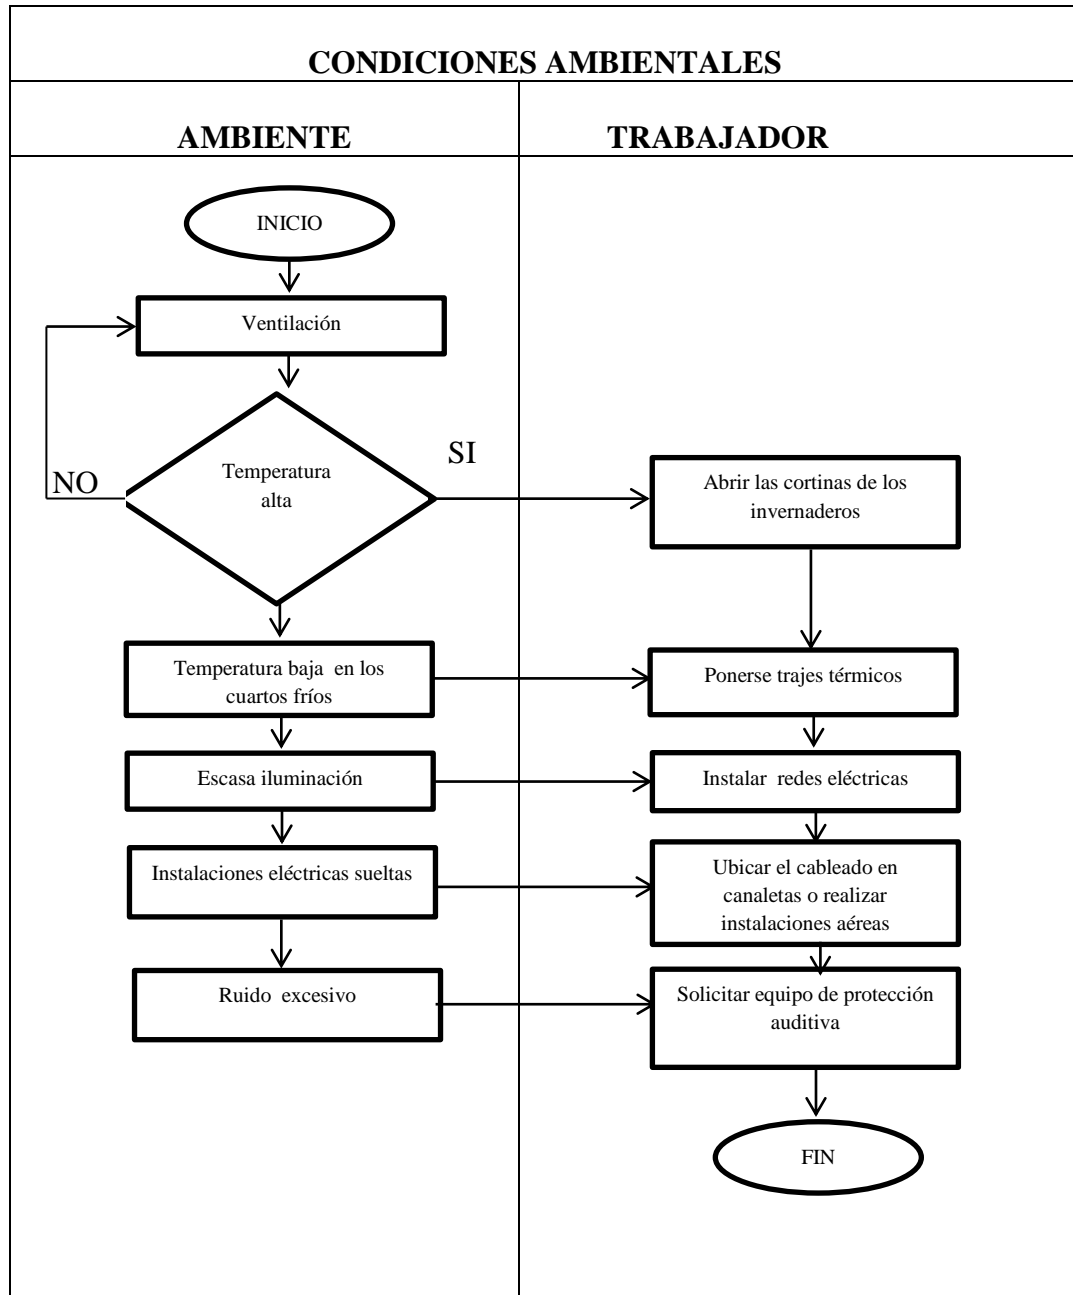 CONDICIONES AMBIENTALES
AMBIENTE
TRABAJADOR
INICIO
Ventilación
Temperatura
alta
SI
NO
Abrir las cortinas de los
invernaderos
Temperatura baja en los
cuartos fríos
Ponerse trajes térmicos
Escasa iluminación
Instalar redes eléctricas
Instalaciones eléctricas sueltas
Ubicar el cableado en
canaletas o realizar
instalaciones aéreas
Ruido excesivo
Solicitar equipo de protección
auditiva
FIN